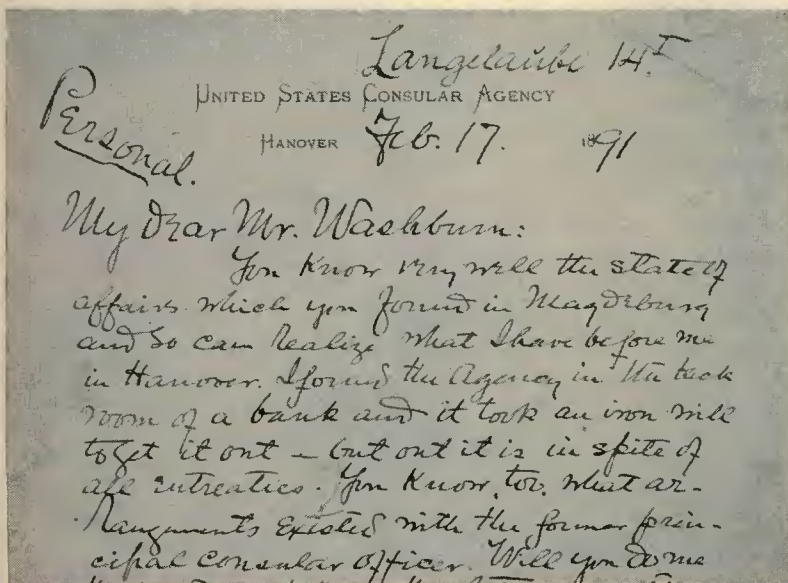 Langelaube 14. I
Personal.
UNITED STATES CONSULAR AGENCY
HANOVER Feb. 17. 1891
My Dear Mr. Washburn:
You Know very well the state of
affairs which you found in Magdeburg
and so can realize what I have before me
in Hanover. I found the Agency in the back
room of a bank and it took an iron will
to get it out – but out it is in spite of
all entreaties. You Know, too, what ar-
rangements existed with the former prin-
cipal Consular Officer. Will you do me